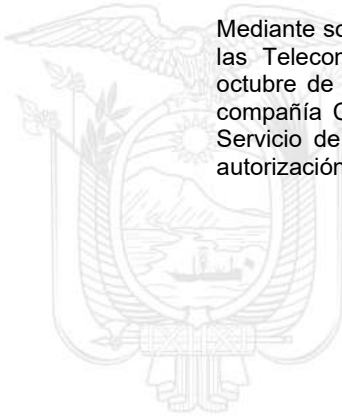 Mediante so
las Telecon
octubre de
compañía C
Servicio de
autorización